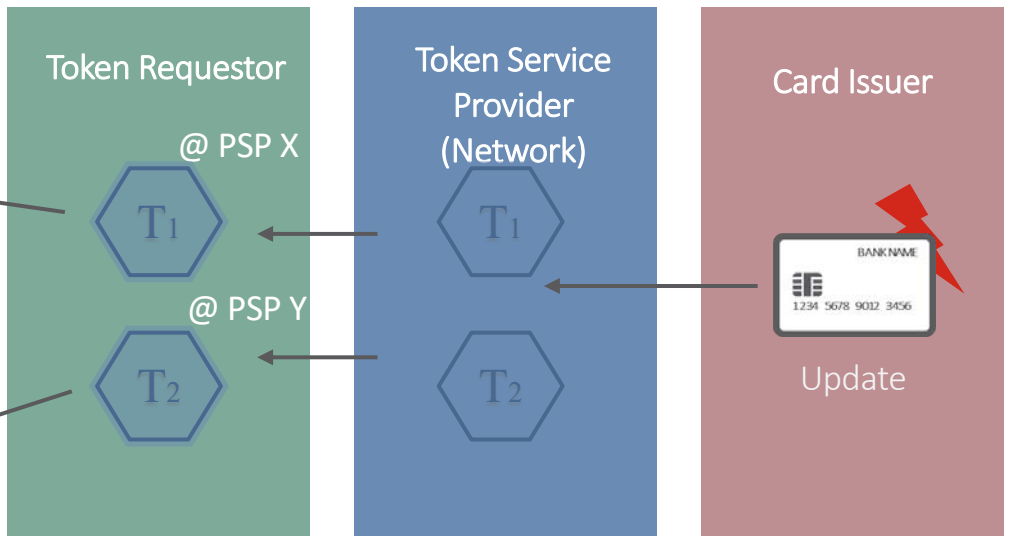 Token Requestor
@ PSP X
T1
@ PSP Y
T2
Token Service
Provider
(Network)
T1
T2
Card Issuer
BANK NAME
1234 5678 9012 3456
Update